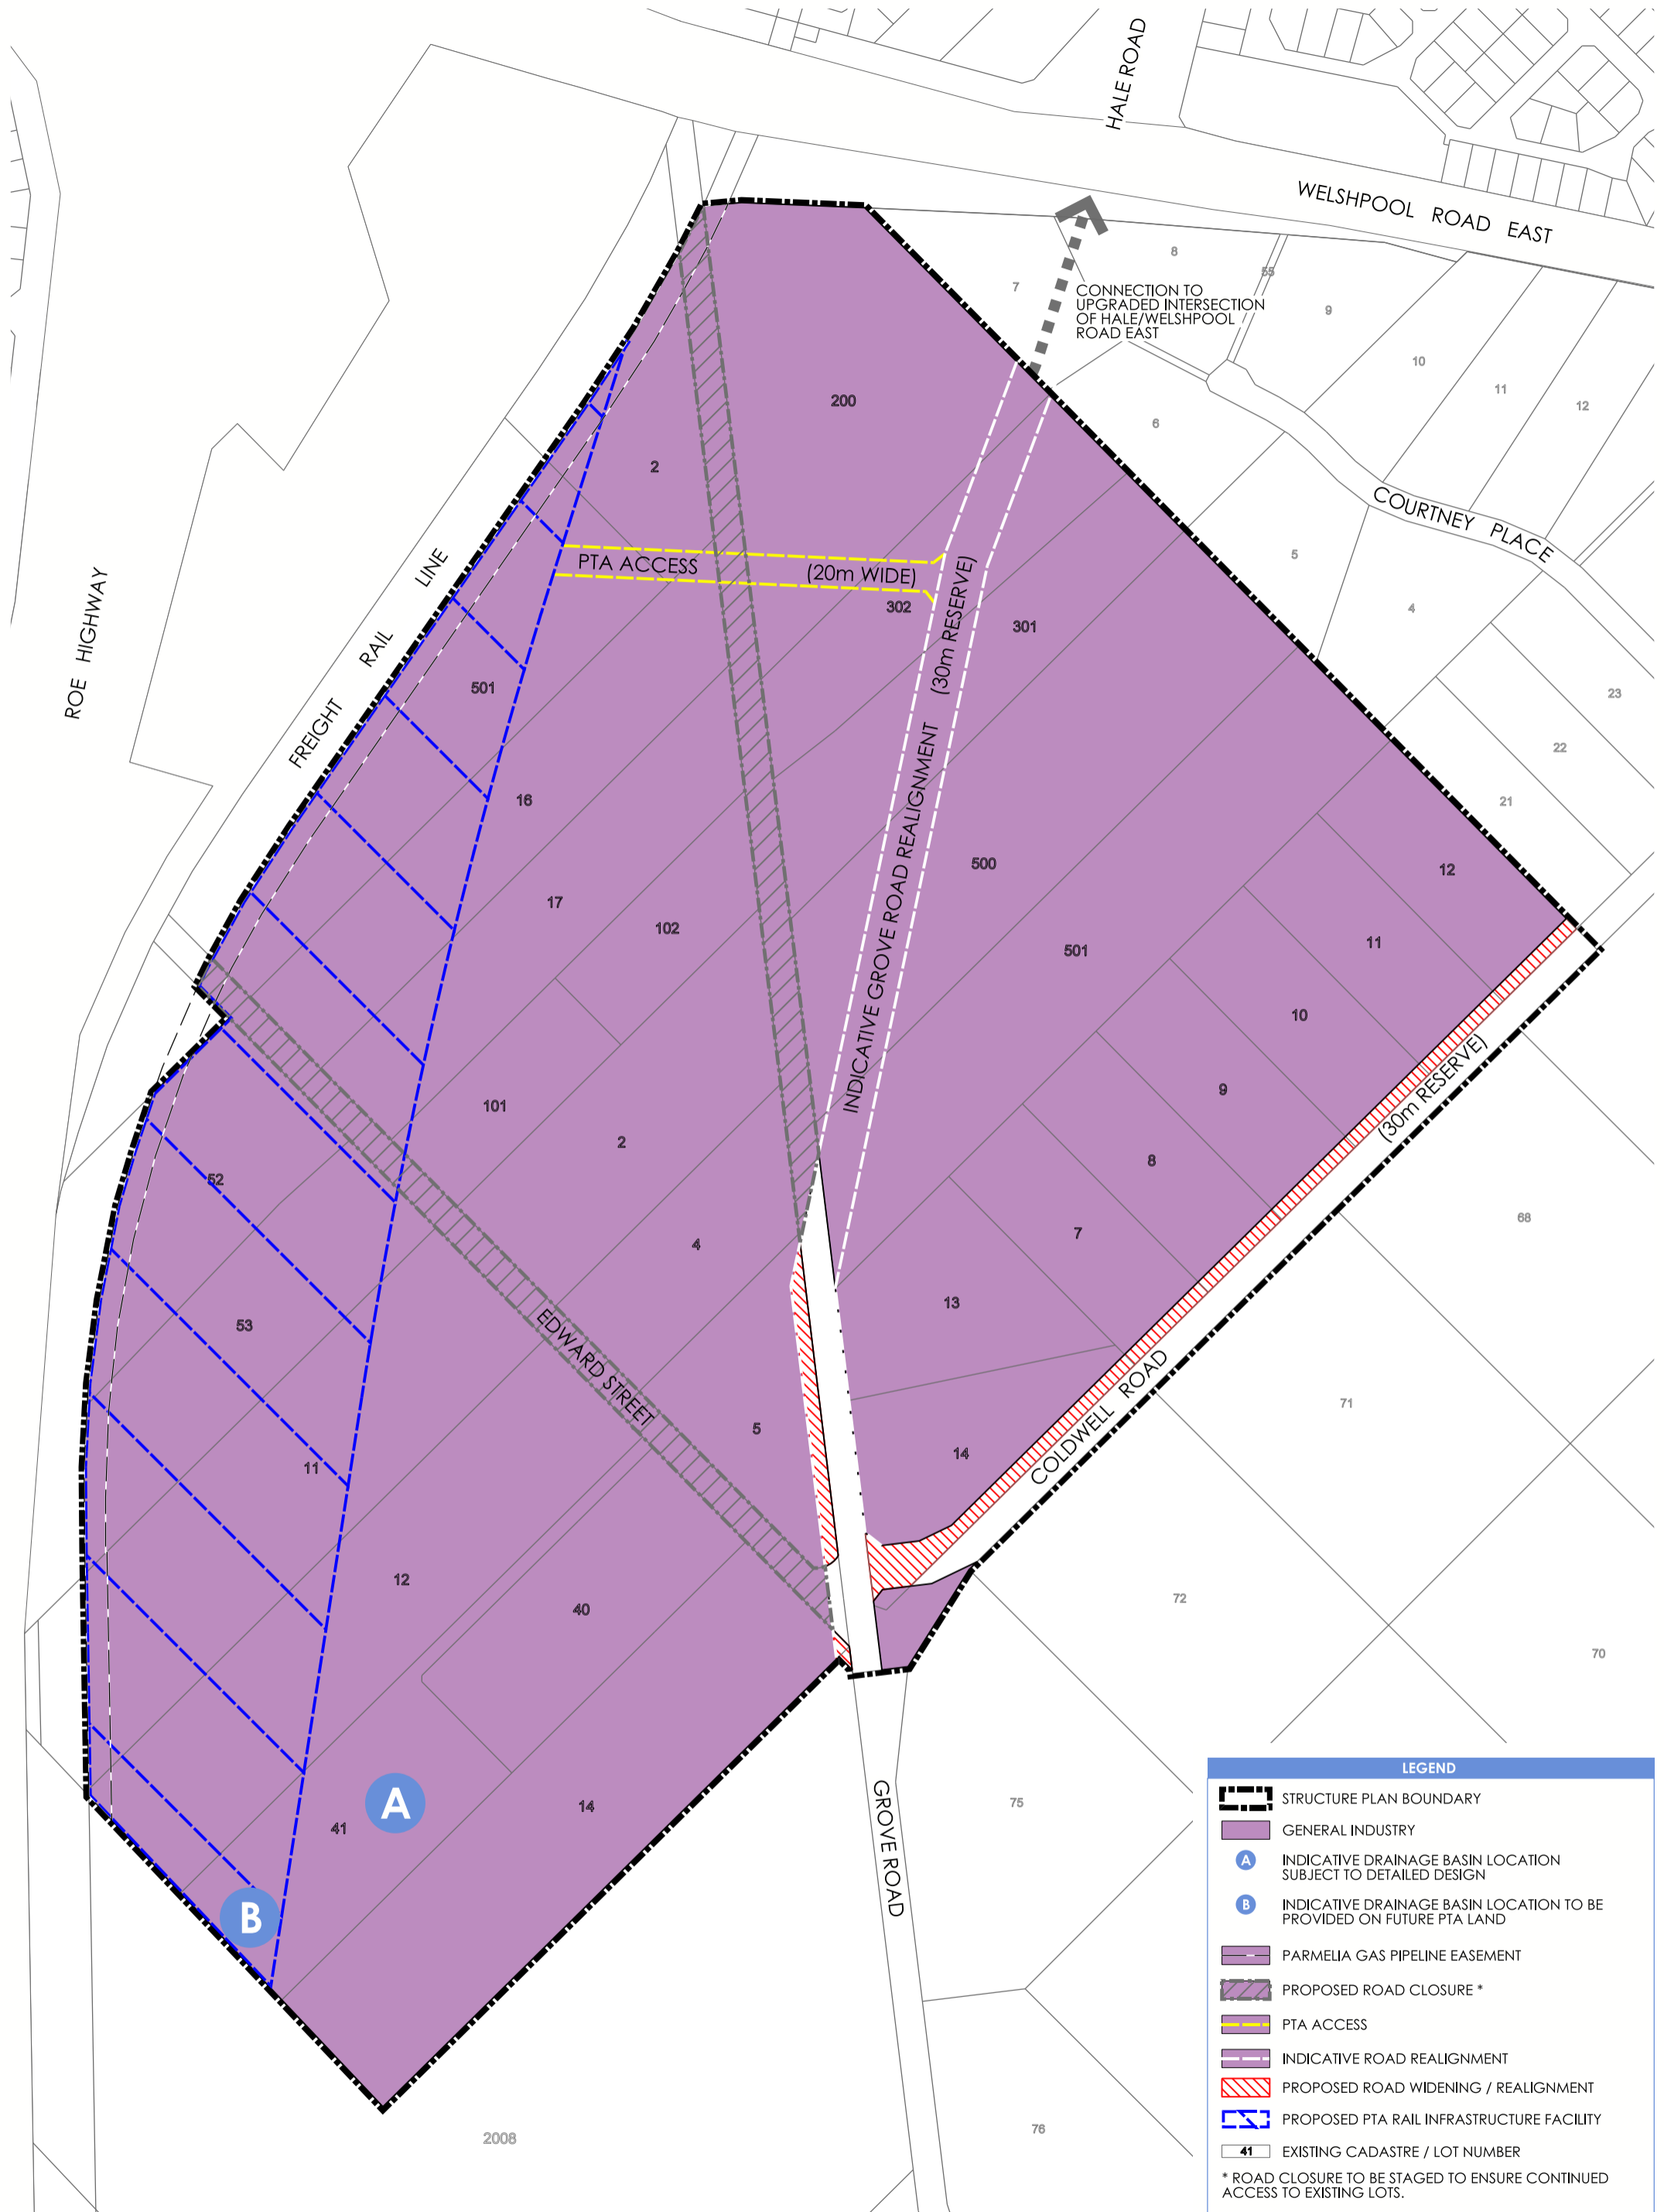 HALE ROAD
WELSHPOOL ROAD EAST
8
55
7
CONNECTION TO
UPGRADED INTERSECTION
OF HALE/WELSHPOOL
ROAD EAST
9
10
11
12
200
6
2
COURTNEY PLACE
5
PTA ACCESS (20m WIDE)
302
4
301
ROE HIGHWAY
FREIGHT RAIL LINE
501
23
22
21
16
INDICATIVE GROVE ROAD REALIGNMENT (30m RESERVE)
500
12
17
102
11
501
10
9
(30m RESERVE)
101
2
8
52
68
4
7
13
53
EDWARD STREET
COLDWELL ROAD
71
5
14
11
12
40
72
70
A
14
41
75
GROVE ROAD
B
76
2008
LEGEND
STRUCTURE PLAN BOUNDARY
GENERAL INDUSTRY
A INDICATIVE DRAINAGE BASIN LOCATION
SUBJECT TO DETAILED DESIGN
B INDICATIVE DRAINAGE BASIN LOCATION TO BE
PROVIDED ON FUTURE PTA LAND
PARMELIA GAS PIPELINE EASEMENT
PROPOSED ROAD CLOSURE *
PTA ACCESS
INDICATIVE ROAD REALIGNMENT
PROPOSED ROAD WIDENING / REALIGNMENT
PROPOSED PTA RAIL INFRASTRUCTURE FACILITY
41 EXISTING CADASTRE / LOT NUMBER
* ROAD CLOSURE TO BE STAGED TO ENSURE CONTINUED
ACCESS TO EXISTING LOTS.